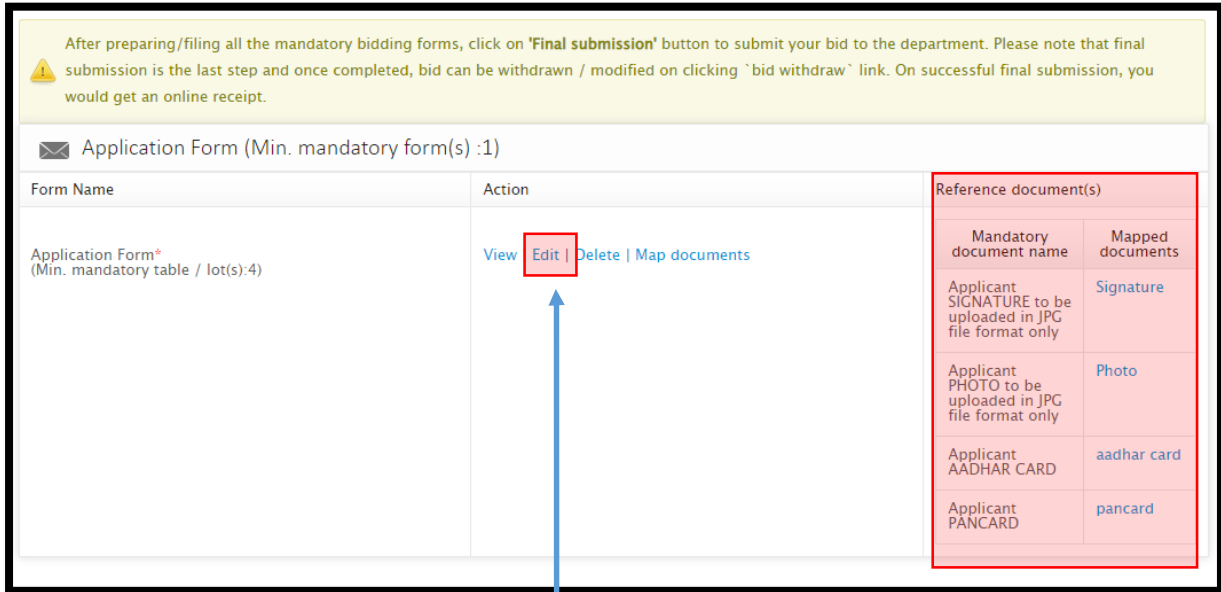 After preparing/filing all the mandatory bidding forms, click on 'Final submission' button to submit your bid to the department. Please note that final
submission is the last step and once completed, bid can be withdrawn / modified on clicking `bid withdraw` link. On successful final submission, you
would get an online receipt.
Application Form (Min. mandatory form(s) :1)
Form Name
Action
Reference document(s)
Application Form*
(Min. mandatory table / lot(s):4)
View Edit | Delete | Map documents
Mandatory
document name
Mapped
documents
Applicant
SIGNATURE to be
uploaded in JPG
file format only
Signature
Applicant
PHOTO to be
uploaded in JPG
file format only
Photo
Applicant
AADHAR CARD
aadhar card
Applicant
PANCARD
pancard